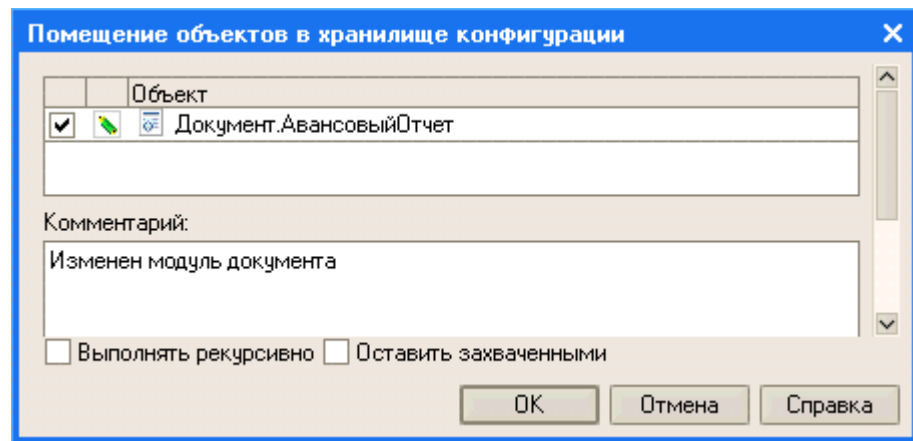 Помещение объектов в хранилище конфигурации
Объект
Документ.АвансовыйОтчет
Комментарий:
Изменен модуль документа
Выполнять рекурсивно Оставить захваченными
OK Отмена Справка